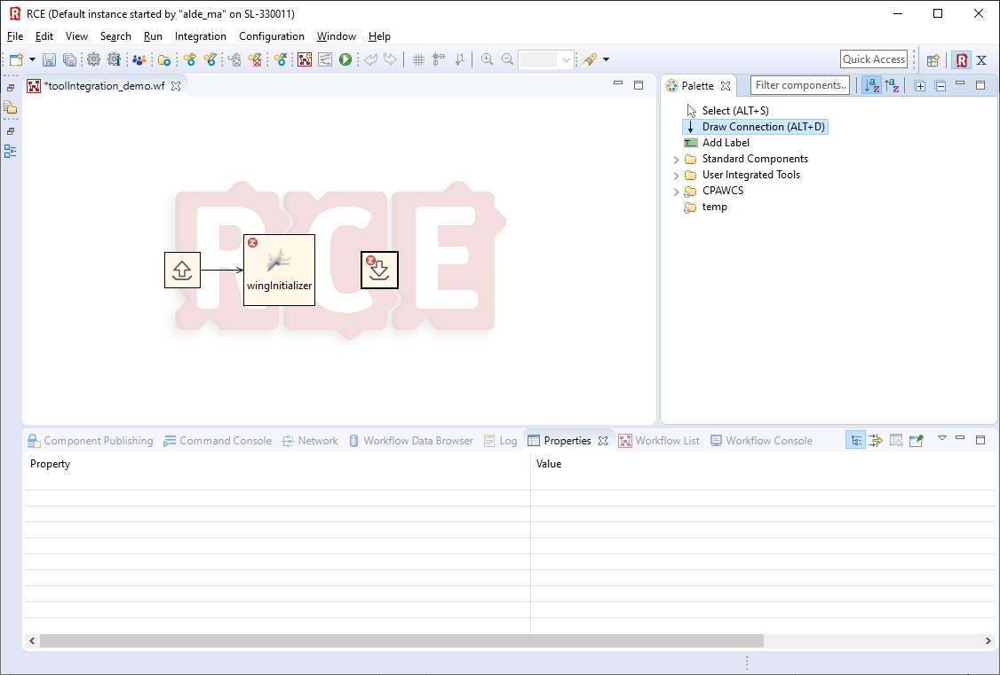 RCE (Default instance started by "alde_ma" on SL-330011)
File Edit View Search Run Integration Configuration Window Help
Quick Access
*toolIntegration_demo.wf
Palette
Filter components..
Select (ALT+S)
Draw Connection (ALT+D)
Add Label
Standard Components
User Integrated Tools
CPAWCS
temp
RCE
wingInitializer
Component Publishing Command Console Network Workflow Data Browser Log Properties Workflow List Workflow Console
Property Value